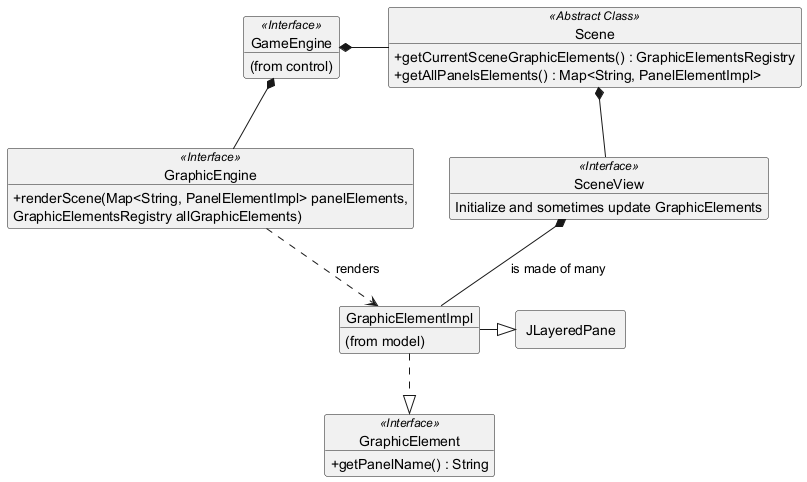 «Interface»
GameEngine
(from control)
«Abstract Class»
Scene
+getCurrentSceneGraphicElements() : GraphicElementsRegistry
+getAllPanelsElements() : Map<String, PanelElementImpl>
«Interface»
GraphicEngine
+renderScene(Map<String, PanelElementImpl> panelElements,
GraphicElementsRegistry allGraphicElements)
«Interface»
SceneView
Initialize and sometimes update GraphicElements
renders
is made of many
GraphicElementImpl
(from model)
JLayeredPane
«Interface»
GraphicElement
+getPanelName() : String